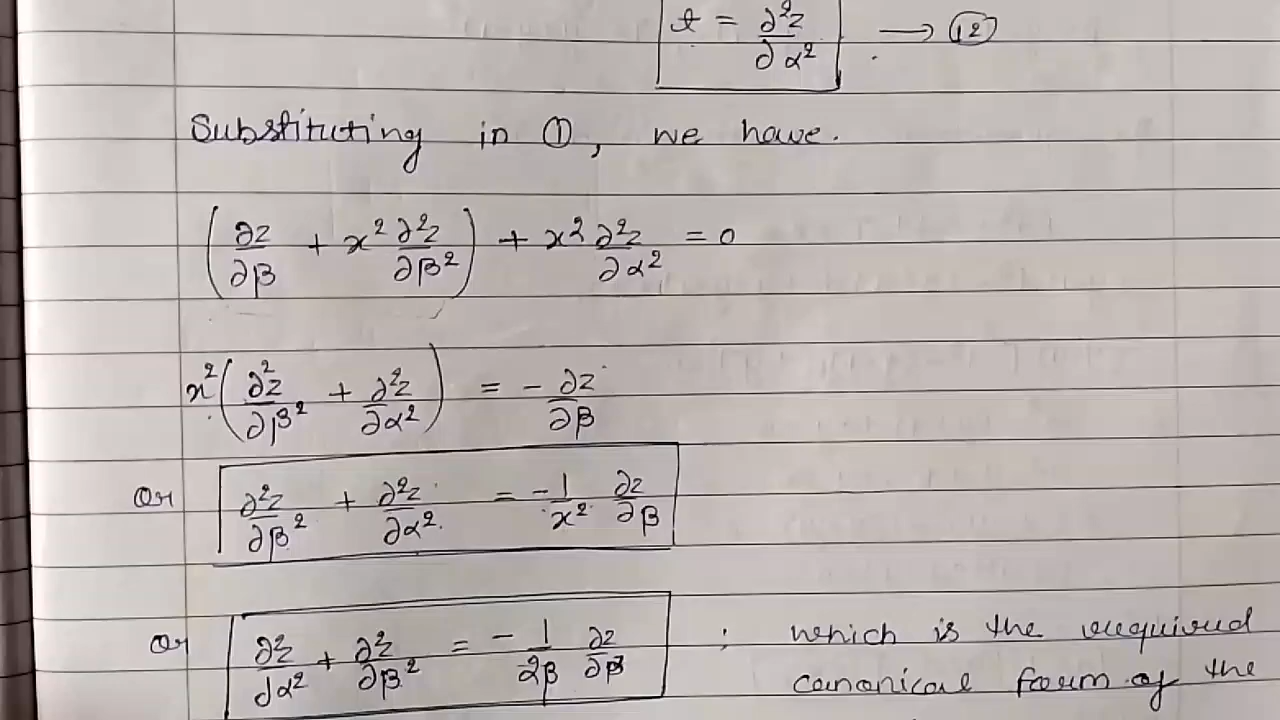 t = ∂²z/∂α² → (12)
Substituting in ①, we have.
(∂z/∂β + x² ∂²z/∂β²) + x² ∂²z/∂α² = 0
x² (∂²z/∂β² + ∂²z/∂α²) = - ∂z/∂β
Or ∂²z/∂β² + ∂²z/∂α² = -1/x² ∂z/∂β
Or ∂²z/dα² + ∂²z/∂β² = - 1/2β ∂z/∂β ; which is the required
canonical form of the